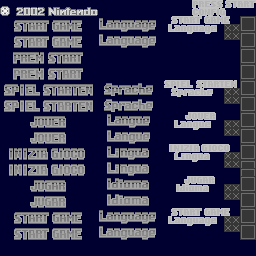 PRESS START
© 2002 Nintendo
START GAME Language START GAME
START GAME Language Language
PREM START
PREM START
SPIEL STARTEN Sprache SPIEL STARTEN
SPIEL STARTEN Sprache Sprache
JOUER Langue JOUER
JOUER Langue Langue
INIZIA GIOCO Lingua INIZIA GIOCO
INIZIA GIOCO Lingua Lingua
JUGAR Idioma JUGAR
JUGAR Idioma Idioma
START GAME Language START GAME
START GAME Language Language